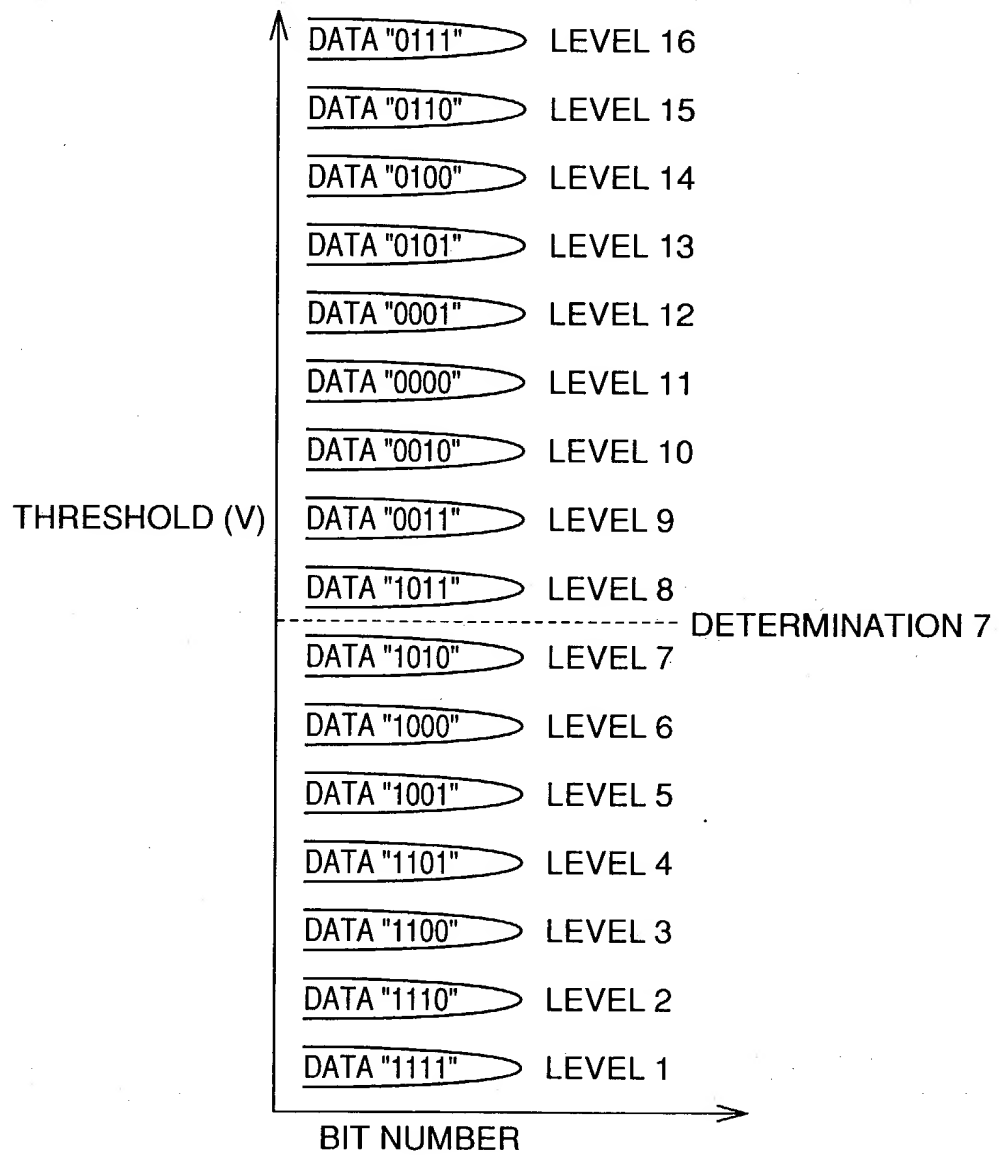 DATA "0111" LEVEL 16
DATA "0110" LEVEL 15
DATA "0100" LEVEL 14
DATA "0101" LEVEL 13
DATA "0001" LEVEL 12
DATA "0000" LEVEL 11
DATA "0010" LEVEL 10
THRESHOLD (V) DATA "0011" LEVEL 9
DATA "1011" LEVEL 8
DETERMINATION 7
DATA "1010" LEVEL 7
DATA "1000" LEVEL 6
DATA "1001" LEVEL 5
DATA "1101" LEVEL 4
DATA "1100" LEVEL 3
DATA "1110" LEVEL 2
DATA "1111" LEVEL 1
BIT NUMBER